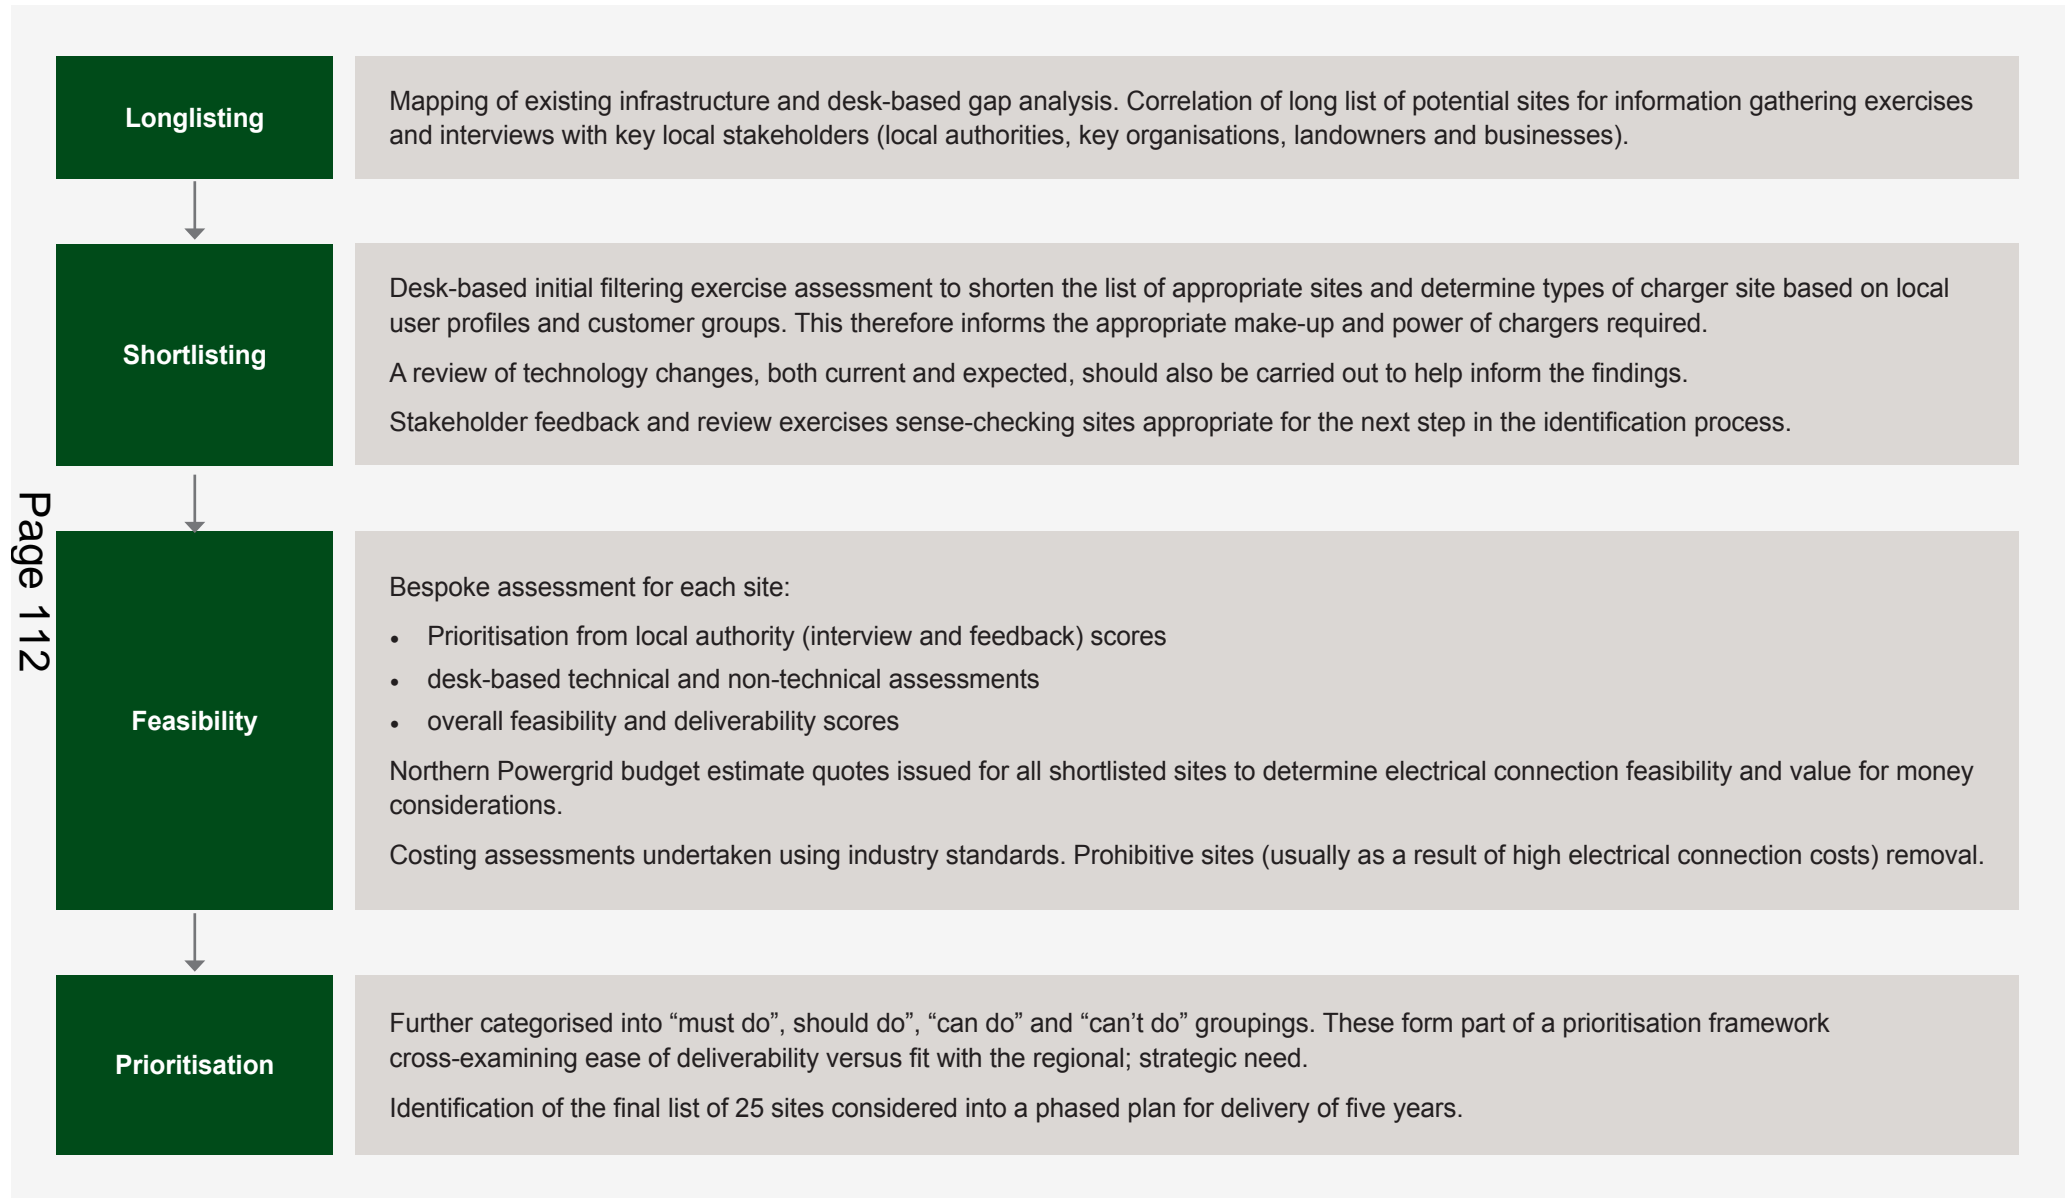 Longlisting
Mapping of existing infrastructure and desk-based gap analysis. Correlation of long list of potential sites for information gathering exercises
and interviews with key local stakeholders (local authorities, key organisations, landowners and businesses).
Shortlisting
Desk-based initial filtering exercise assessment to shorten the list of appropriate sites and determine types of charger site based on local
user profiles and customer groups. This therefore informs the appropriate make-up and power of chargers required.
A review of technology changes, both current and expected, should also be carried out to help inform the findings.
Stakeholder feedback and review exercises sense-checking sites appropriate for the next step in the identification process.
Page 112
Feasibility
Bespoke assessment for each site:
• Prioritisation from local authority (interview and feedback) scores
• desk-based technical and non-technical assessments
• overall feasibility and deliverability scores
Northern Powergrid budget estimate quotes issued for all shortlisted sites to determine electrical connection feasibility and value for money
considerations.
Costing assessments undertaken using industry standards. Prohibitive sites (usually as a result of high electrical connection costs) removal.
Prioritisation
Further categorised into “must do”, should do”, “can do” and “can’t do” groupings. These form part of a prioritisation framework
cross-examining ease of deliverability versus fit with the regional; strategic need.
Identification of the final list of 25 sites considered into a phased plan for delivery of five years.